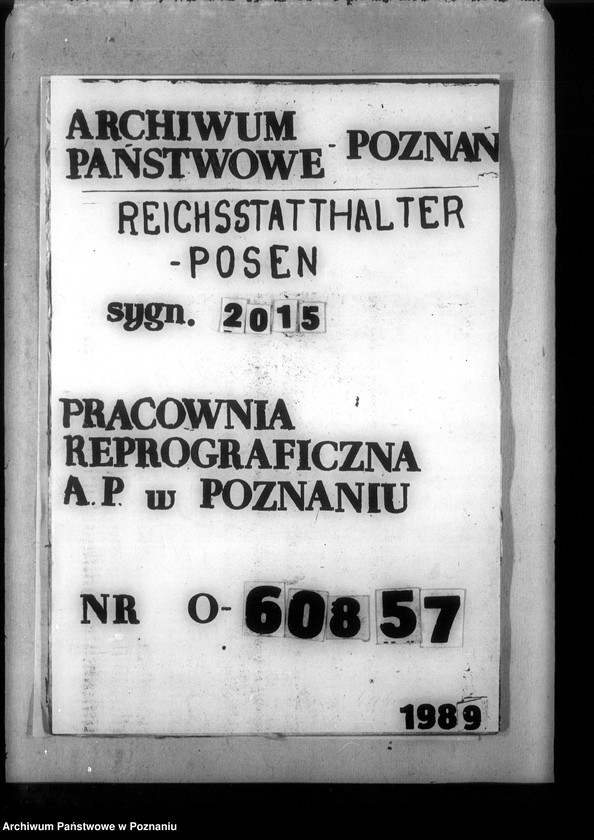 ARCHIWUM
PAŃSTWOWE - POZNAŃ
REICHSSTATTHALTER
-POSEN
sygn. 2015
PRACOWNIA
REPROGRAFICZNA
A.P. w POZNANIU
NR O-60857
1989
Archiwum Państwowe w Poznaniu